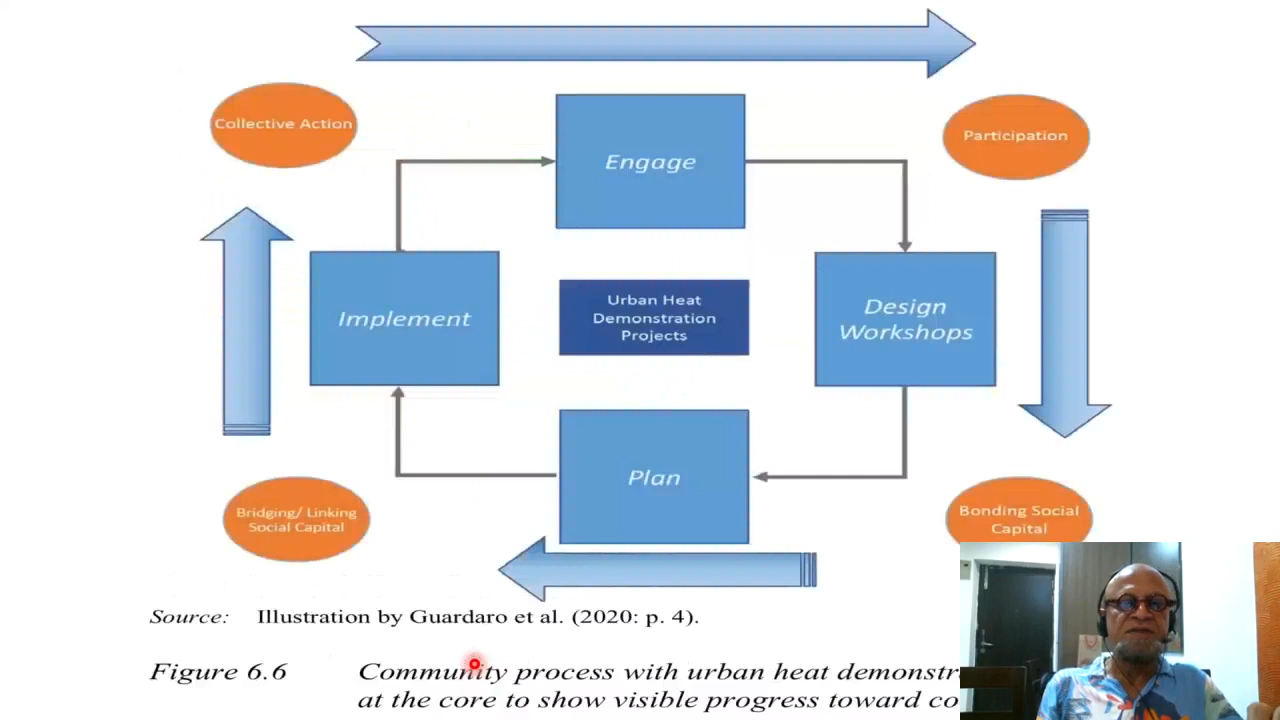 Collective Action
Participation
Engage
Implement
Urban Heat
Demonstration
Projects
Design
Workshops
Plan
Bridging/ Linking
Social Capital
Bonding Social
Capital
Source: Illustration by Guardaro et al. (2020: p. 4).
Figure 6.6 Community process with urban heat
at the core to show visible progress toward